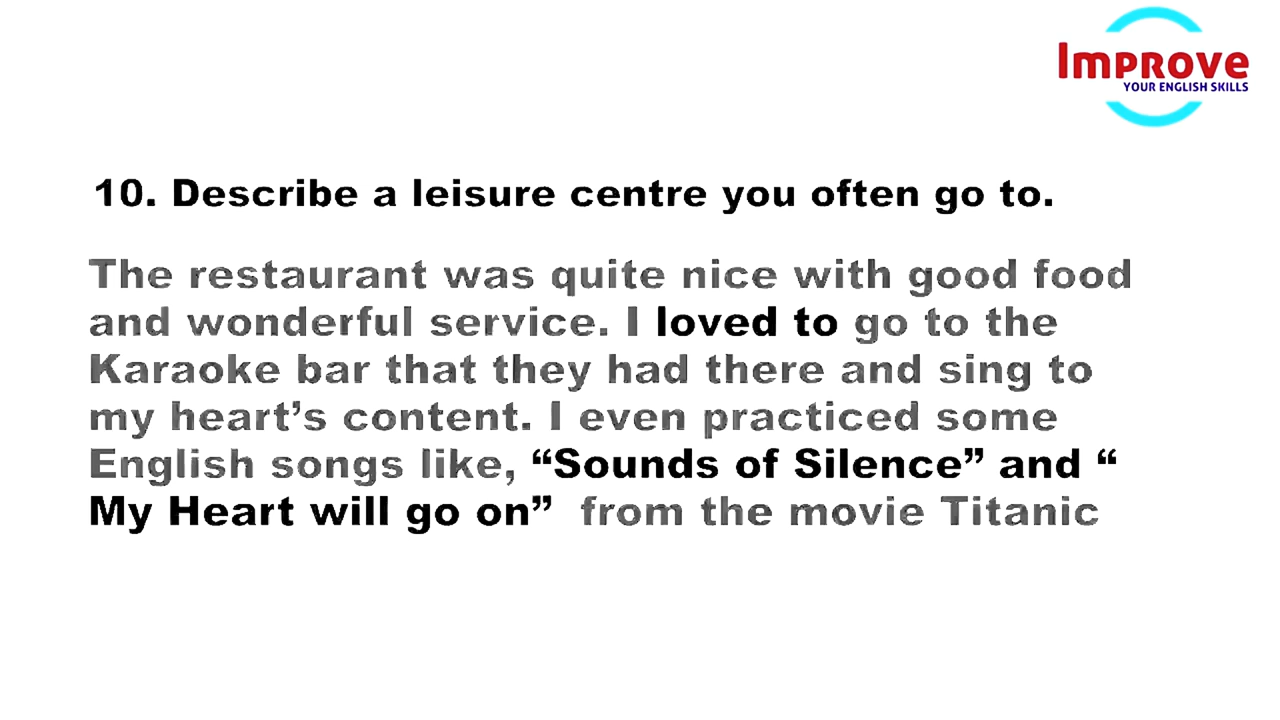 Improve
YOUR ENGLISH SKILLS
10. Describe a leisure centre you often go to.
The restaurant was quite nice with good food
and wonderful service. I loved to go to the
Karaoke bar that they had there and sing to
my heart’s content. I even practiced some
English songs like, “Sounds of Silence” and “
My Heart will go on” from the movie Titanic